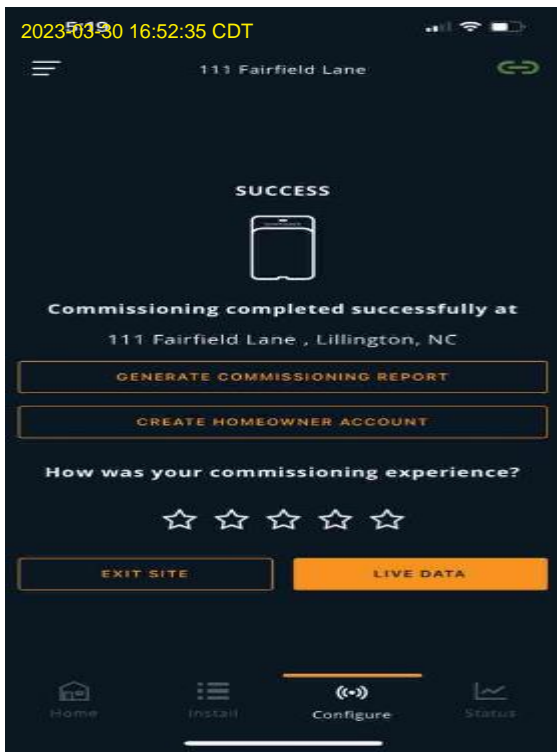 2023-03-30 16:52:35 CDT
5:19
111 Fairfield Lane
SUCCESS
Commissioning completed successfully at
111 Fairfield Lane , Lillington, NC
GENERATE COMMISSIONING REPORT
CREATE HOMEOWNER ACCOUNT
How was your commissioning experience?
EXIT SITE
LIVE DATA
Home
Install
Configure
Status